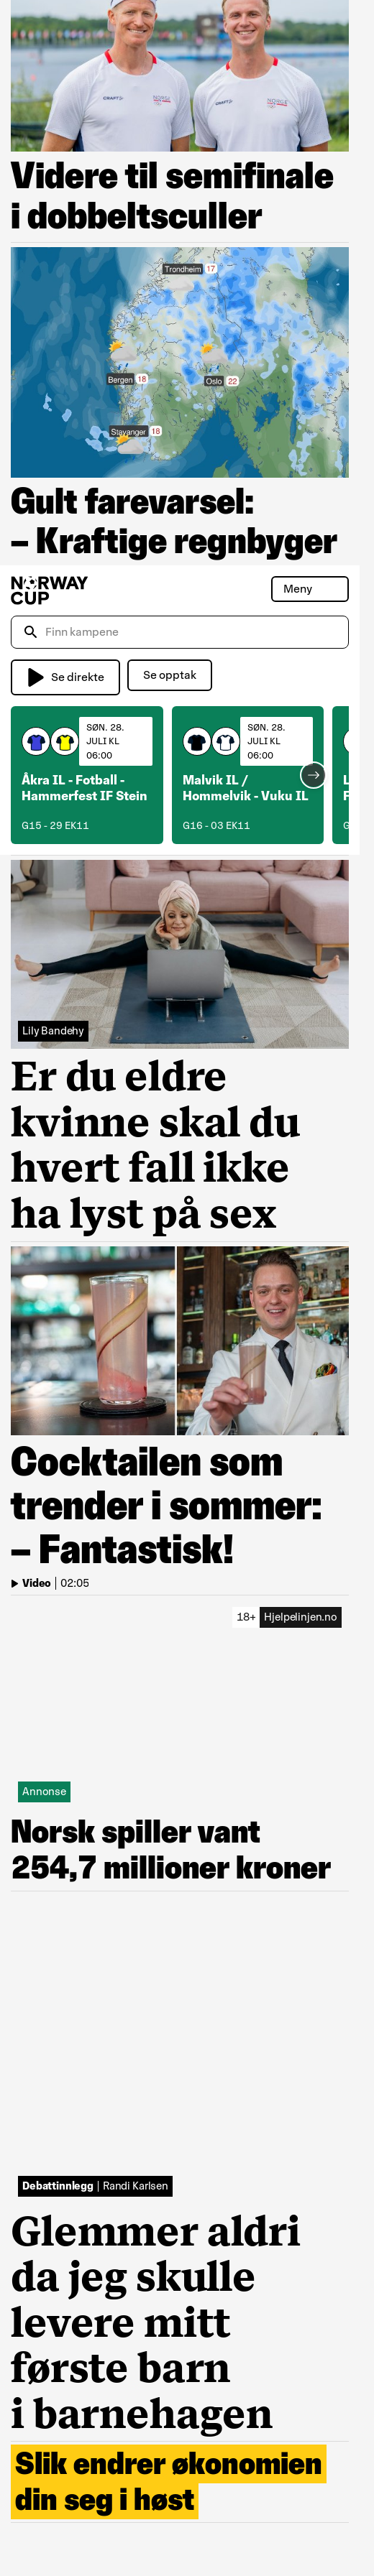 CRAFT
NORGE
CRAFT
NORGE
Videre til semifinale
i dobbeltsculler
Trondheim 17
Bergen 18
Oslo 22
Stavanger 18
Gult farevarsel:
– Kraftige regnbyger
NORWAY
CUP
Meny
Finn kampene
Se direkte
Se opptak
SØN. 28.
JULI KL
06:00
Åkra IL - Fotball -
Hammerfest IF Stein
G15 - 29 EK11
SØN. 28.
JULI KL
06:00
Malvik IL /
Hommelvik - Vuku IL
G16 - 03 EK11
L
F
G
Lily Bandehy
Er du eldre
kvinne skal du
hvert fall ikke
ha lyst på sex
Cocktailen som
trender i sommer:
– Fantastisk!
Video | 02:05
18+ Hjelpelinjen.no
Annonse
Norsk spiller vant
254,7 millioner kroner
Debattinnlegg | Randi Karlsen
Glemmer aldri
da jeg skulle
levere mitt
første barn
i barnehagen
Slik endrer økonomien
din seg i høst